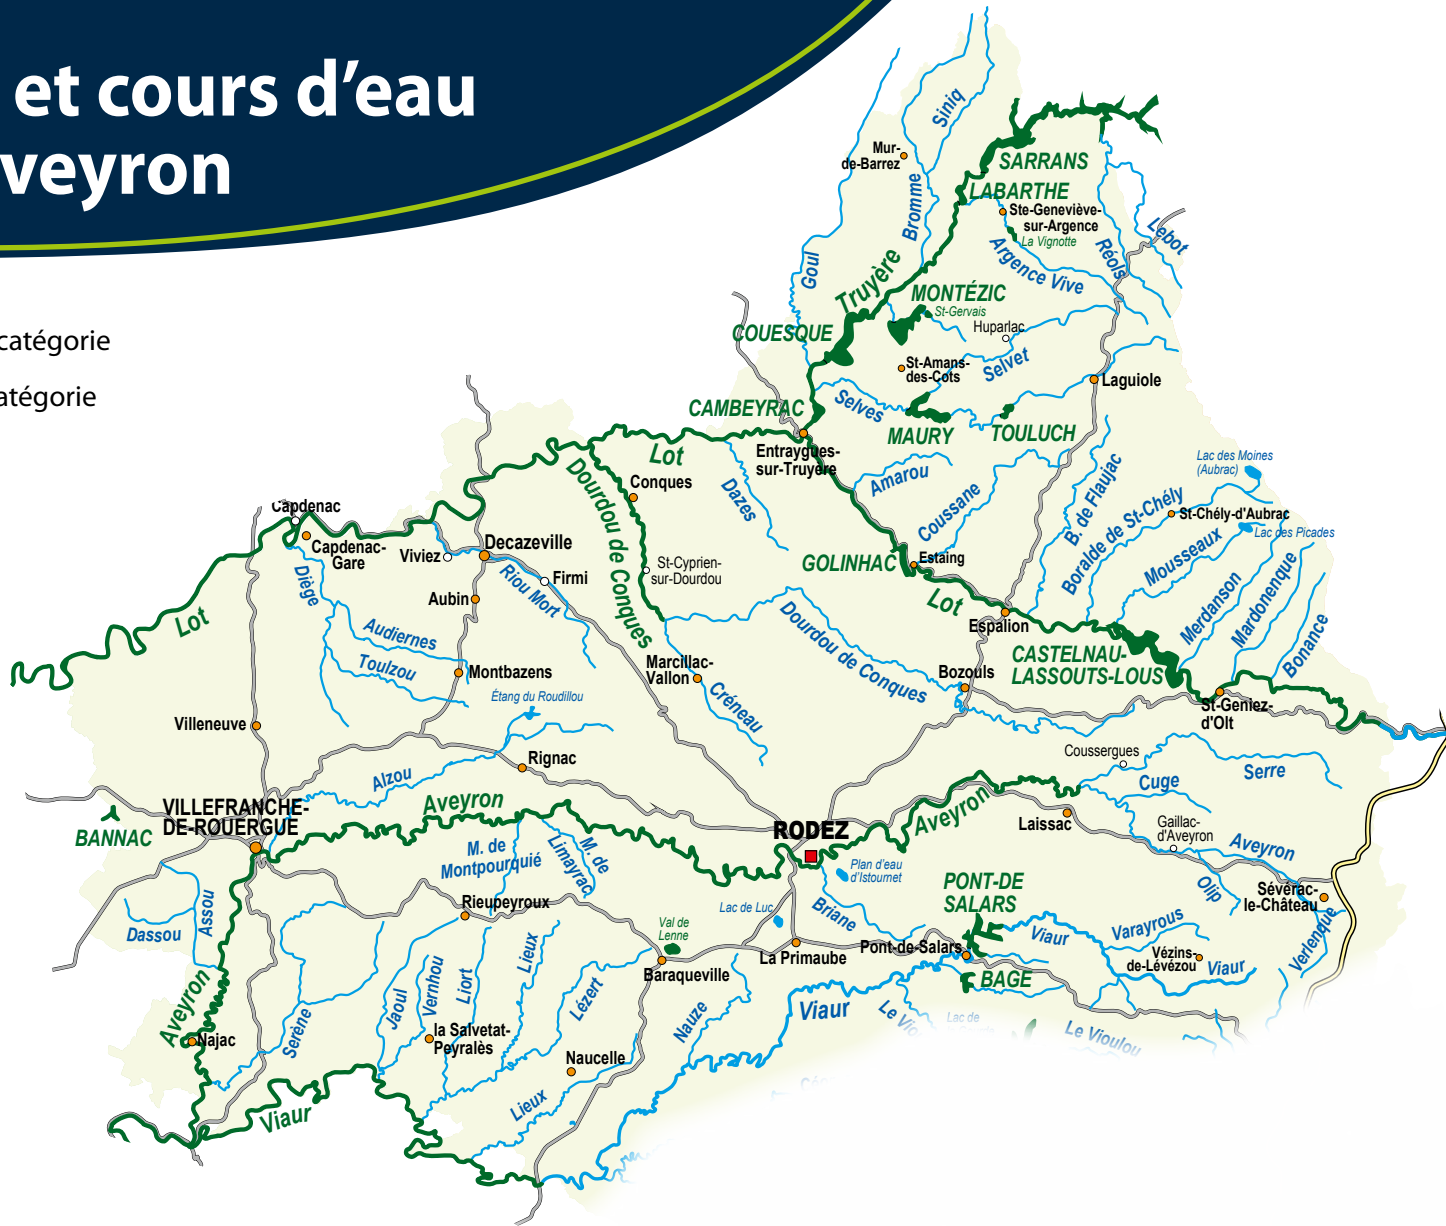 et cours d'eau
veyron
catégorie
atégorie
Siniq
Mur-
de-Barrez
SARRANS
LABARTHE
Bromme
Ste-Geneviève-
sur-Argence
La Vignotte
Lebot
Goul
Truyère
Argence Vive
Réols
MONTÉZIC
St-Gervais
Huparlac
COUESQUE
St-Amans-
des-Cots
Selvet
Laguiole
Selves
CAMBEYRAC
MAURY
TOULUCH
Entraygues-
sur-Truyère
Lot
Conques
Dourdou de Conques
Dazes
Amarou
Coussane
B. de Flaujac
Boralde de St-Chély
Lac des Moines
(Aubrac)
St-Chély-d'Aubrac
Lac des Picades
Mousseaux
Capdenac
Capdenac-
Gare
Viviez
Decazeville
Riou Mort
Firmi
St-Cyprien-
sur-Dourdou
GOLINHAC
Estaing
Lot
Espalion
Merdanson
Mardonenque
Bonance
Diège
Aubin
Lot
Audiernes
Toulzou
Montbazens
Étang du Roudillou
Marcillac-
Vallon
Créneau
Dourdou de Conques
Bozouls
CASTELNAU-
LASSOUTS-LOUS
St-Geniez-
d'Olt
Villeneuve
Rignac
Alzou
Coussergues
Cuge
Serre
BANNAC
VILLEFRANCHE-
DE-ROUERGUE
Aveyron
RODEZ
Aveyron
Laissac
Gaillac-
d'Aveyron
Aveyron
M. de
Montpourquié
M. de
Limayrac
Plan d'eau
d'Istournet
Olip
Sévérac-
le-Château
Dassou
Assou
Rieupeyroux
Val de
Lenne
Lac de Luc
Briane
PONT-DE
SALARS
Viaur
Varayrous
Verlenque
La Primaube
Pont-de-Salars
Vézins-
de-Lévézou
Viaur
Baraqueville
BAGE
Aveyron
Najac
Serène
Jaoul
Vernhou
Liort
Lieux
Lézert
Nauze
Viaur
Lac de
Le Vioulou
la Salvetat-
Peyralès
Naucelle
Lieux
Viaur